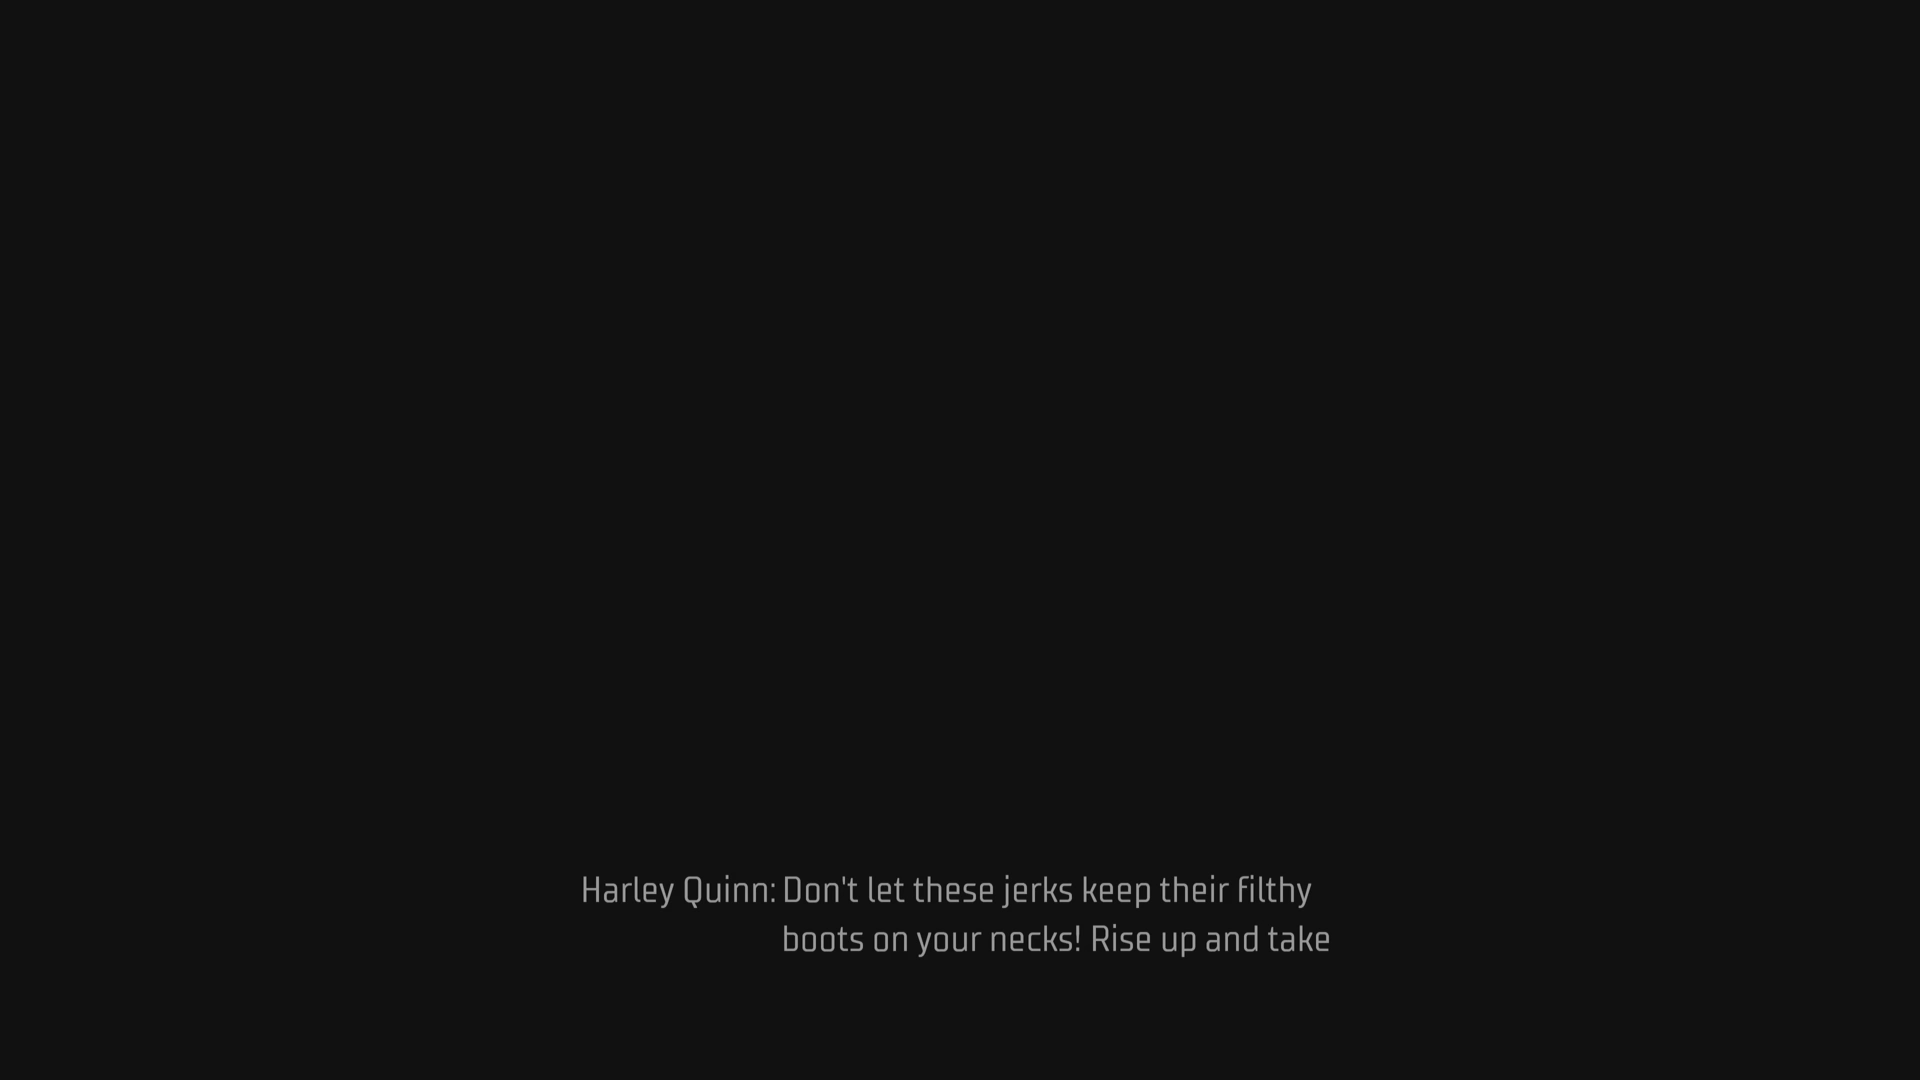 Harley Quinn: Don't let these jerks keep their filthy
boots on your necks! Rise up and take